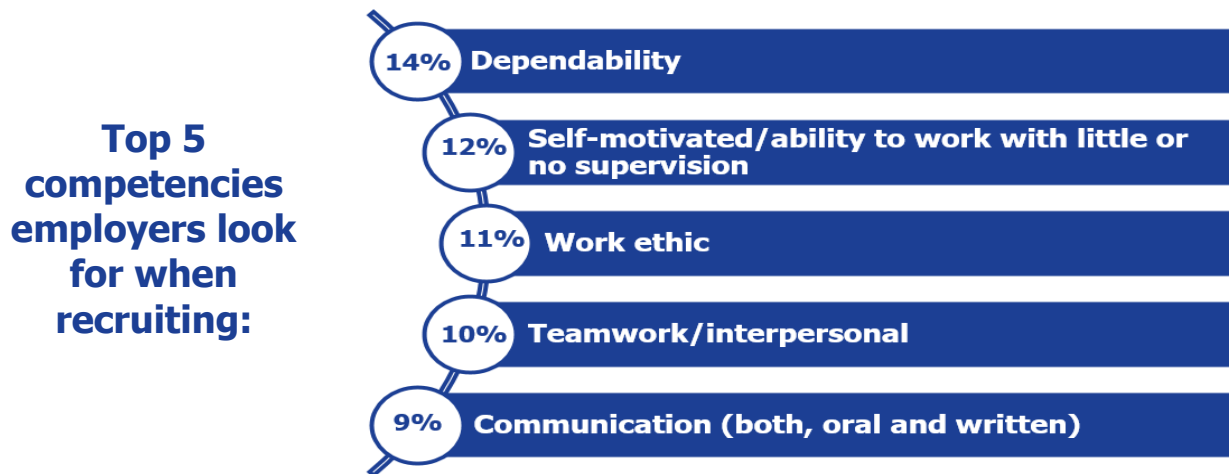 Top 5
competencies
employers look
for when
recruiting:
14% Dependability
12% Self-motivated/ability to work with little or
no supervision
11% Work ethic
10% Teamwork/interpersonal
9% Communication (both, oral and written)